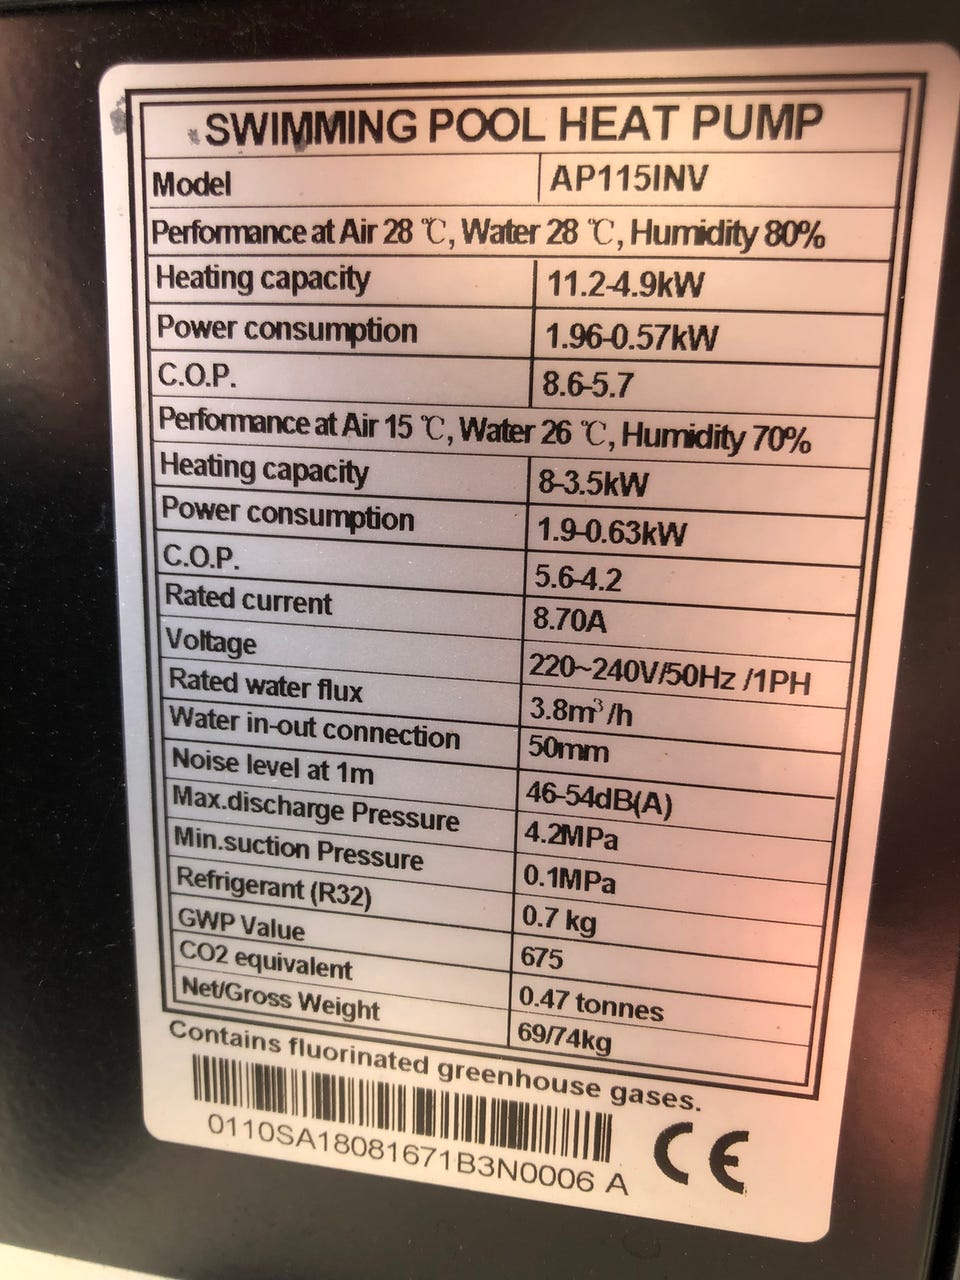 SWIMMING POOL HEAT PUMP
Model AP115INV
Performance at Air 28 ℃, Water 28 ℃, Humidity 80%
Heating capacity 11.2-4.9kW
Power consumption 1.96-0.57kW
C.O.P. 8.6-5.7
Performance at Air 15 ℃, Water 26 ℃, Humidity 70%
Heating capacity 8-3.5kW
Power consumption 1.9-0.63kW
C.O.P. 5.6-4.2
Rated current 8.70A
Voltage 220~240V/50Hz /1PH
Rated water flux 3.8m³/h
Water in-out connection 50mm
Noise level at 1m 46-54dB(A)
Max.discharge Pressure 4.2MPa
Min.suction Pressure 0.1MPa
Refrigerant (R32) 0.7 kg
GWP Value 675
CO2 equivalent 0.47 tonnes
Net/Gross Weight 69/74kg
Contains fluorinated greenhouse gases.
0110SA18081671B3N0006 A
CE